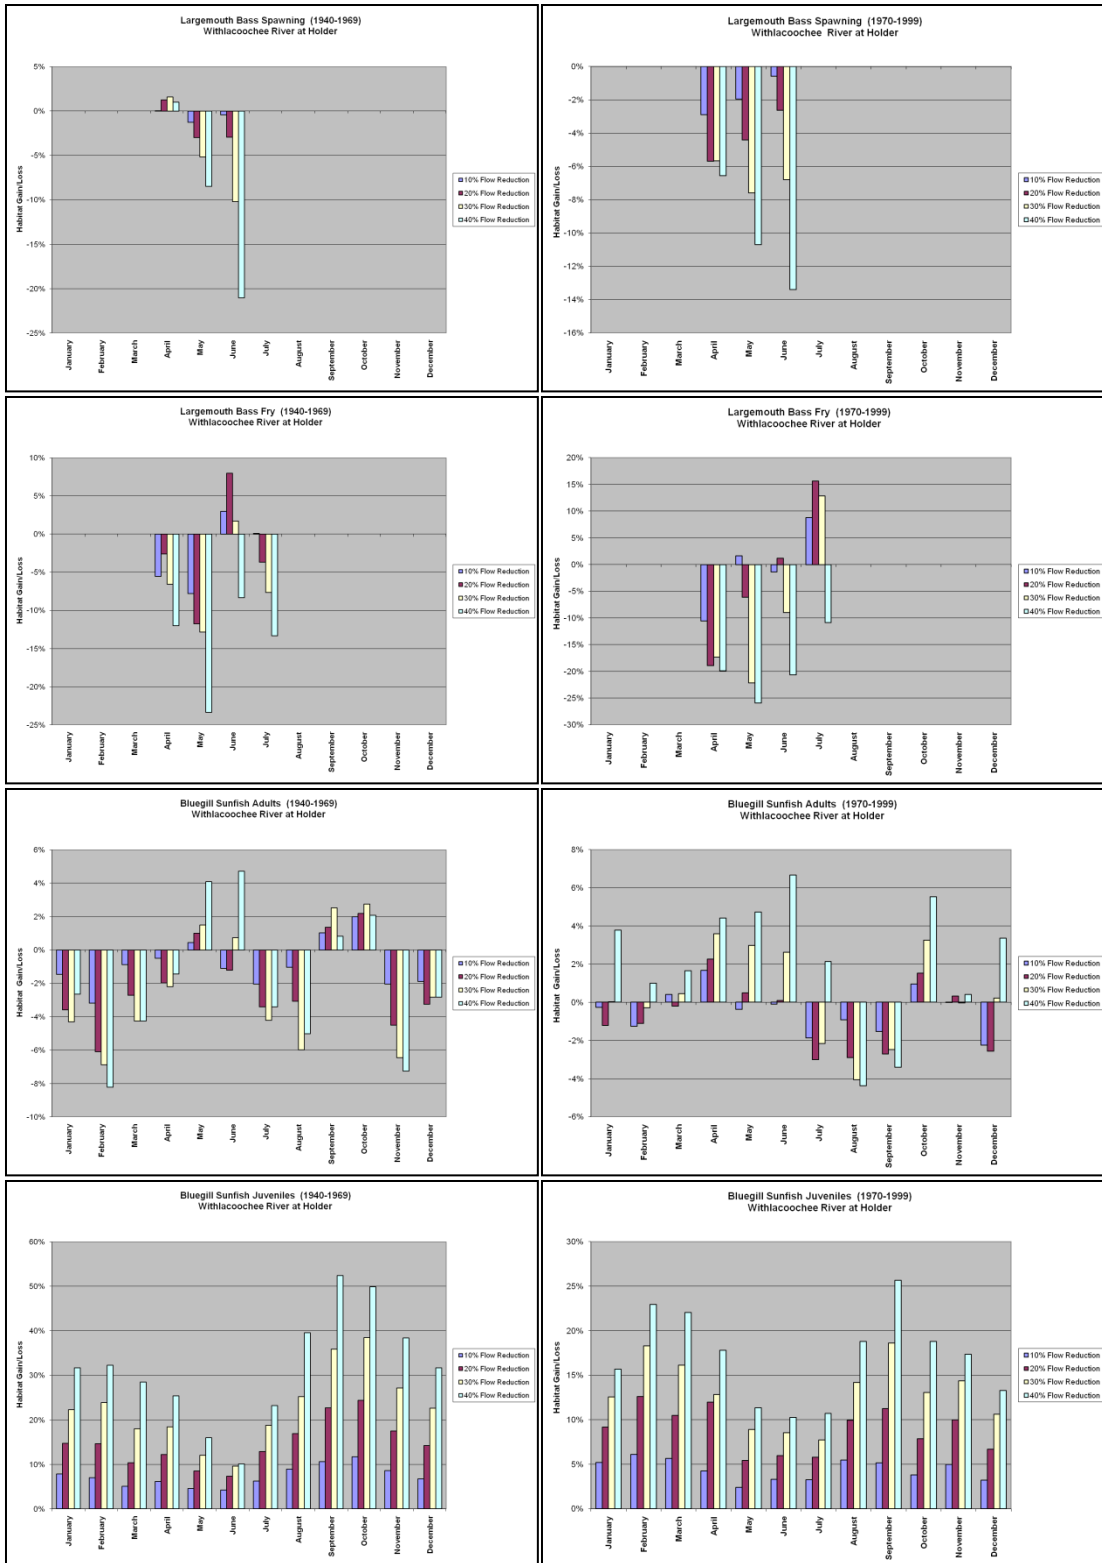 Largemouth Bass Spawning (1940-1969)
Withlacoochee River at Holder
5%
0%
-5%
-10%
-15%
-20%
-25%
Habitat Gain/Loss
January
February
March
April
May
June
July
August
September
October
November
December
10% Flow Reduction
20% Flow Reduction
30% Flow Reduction
40% Flow Reduction
Largemouth Bass Spawning (1970-1999)
Withlacoochee River at Holder
0%
-2%
-4%
-6%
-8%
-10%
-12%
-14%
-16%
Habitat Gain/Loss
January
February
March
April
May
June
July
August
September
October
November
December
10% Flow Reduction
20% Flow Reduction
30% Flow Reduction
40% Flow Reduction
Largemouth Bass Fry (1940-1969)
Withlacoochee River at Holder
10%
5%
0%
-5%
-10%
-15%
-20%
-25%
Habitat Gain/Loss
January
February
March
April
May
June
July
August
September
October
November
December
10% Flow Reduction
20% Flow Reduction
30% Flow Reduction
40% Flow Reduction
Largemouth Bass Fry (1970-1999)
Withlacoochee River at Holder
20%
15%
10%
5%
0%
-5%
-10%
-15%
-20%
-25%
-30%
Habitat Gain/Loss
January
February
March
April
May
June
July
August
September
October
November
December
10% Flow Reduction
20% Flow Reduction
30% Flow Reduction
40% Flow Reduction
Bluegill Sunfish Adults (1940-1969)
Withlacoochee River at Holder
6%
4%
2%
0%
-2%
-4%
-6%
-8%
-10%
Habitat Gain/Loss
January
February
March
April
May
June
July
August
September
October
November
December
10% Flow Reduction
20% Flow Reduction
30% Flow Reduction
40% Flow Reduction
Bluegill Sunfish Adults (1970-1999)
Withlacoochee River at Holder
8%
6%
4%
2%
0%
-2%
-4%
-6%
Habitat Gain/Loss
January
February
March
April
May
June
July
August
September
October
November
December
10% Flow Reduction
20% Flow Reduction
30% Flow Reduction
40% Flow Reduction
Bluegill Sunfish Juveniles (1940-1969)
Withlacoochee River at Holder
60%
50%
40%
30%
20%
10%
0%
Habitat Gain/Loss
January
February
March
April
May
June
July
August
September
October
November
December
10% Flow Reduction
20% Flow Reduction
30% Flow Reduction
40% Flow Reduction
Bluegill Sunfish Juveniles (1970-1999)
Withlacoochee River at Holder
30%
25%
20%
15%
10%
5%
0%
Habitat Gain/Loss
January
February
March
April
May
June
July
August
September
October
November
December
10% Flow Reduction
20% Flow Reduction
30% Flow Reduction
40% Flow Reduction